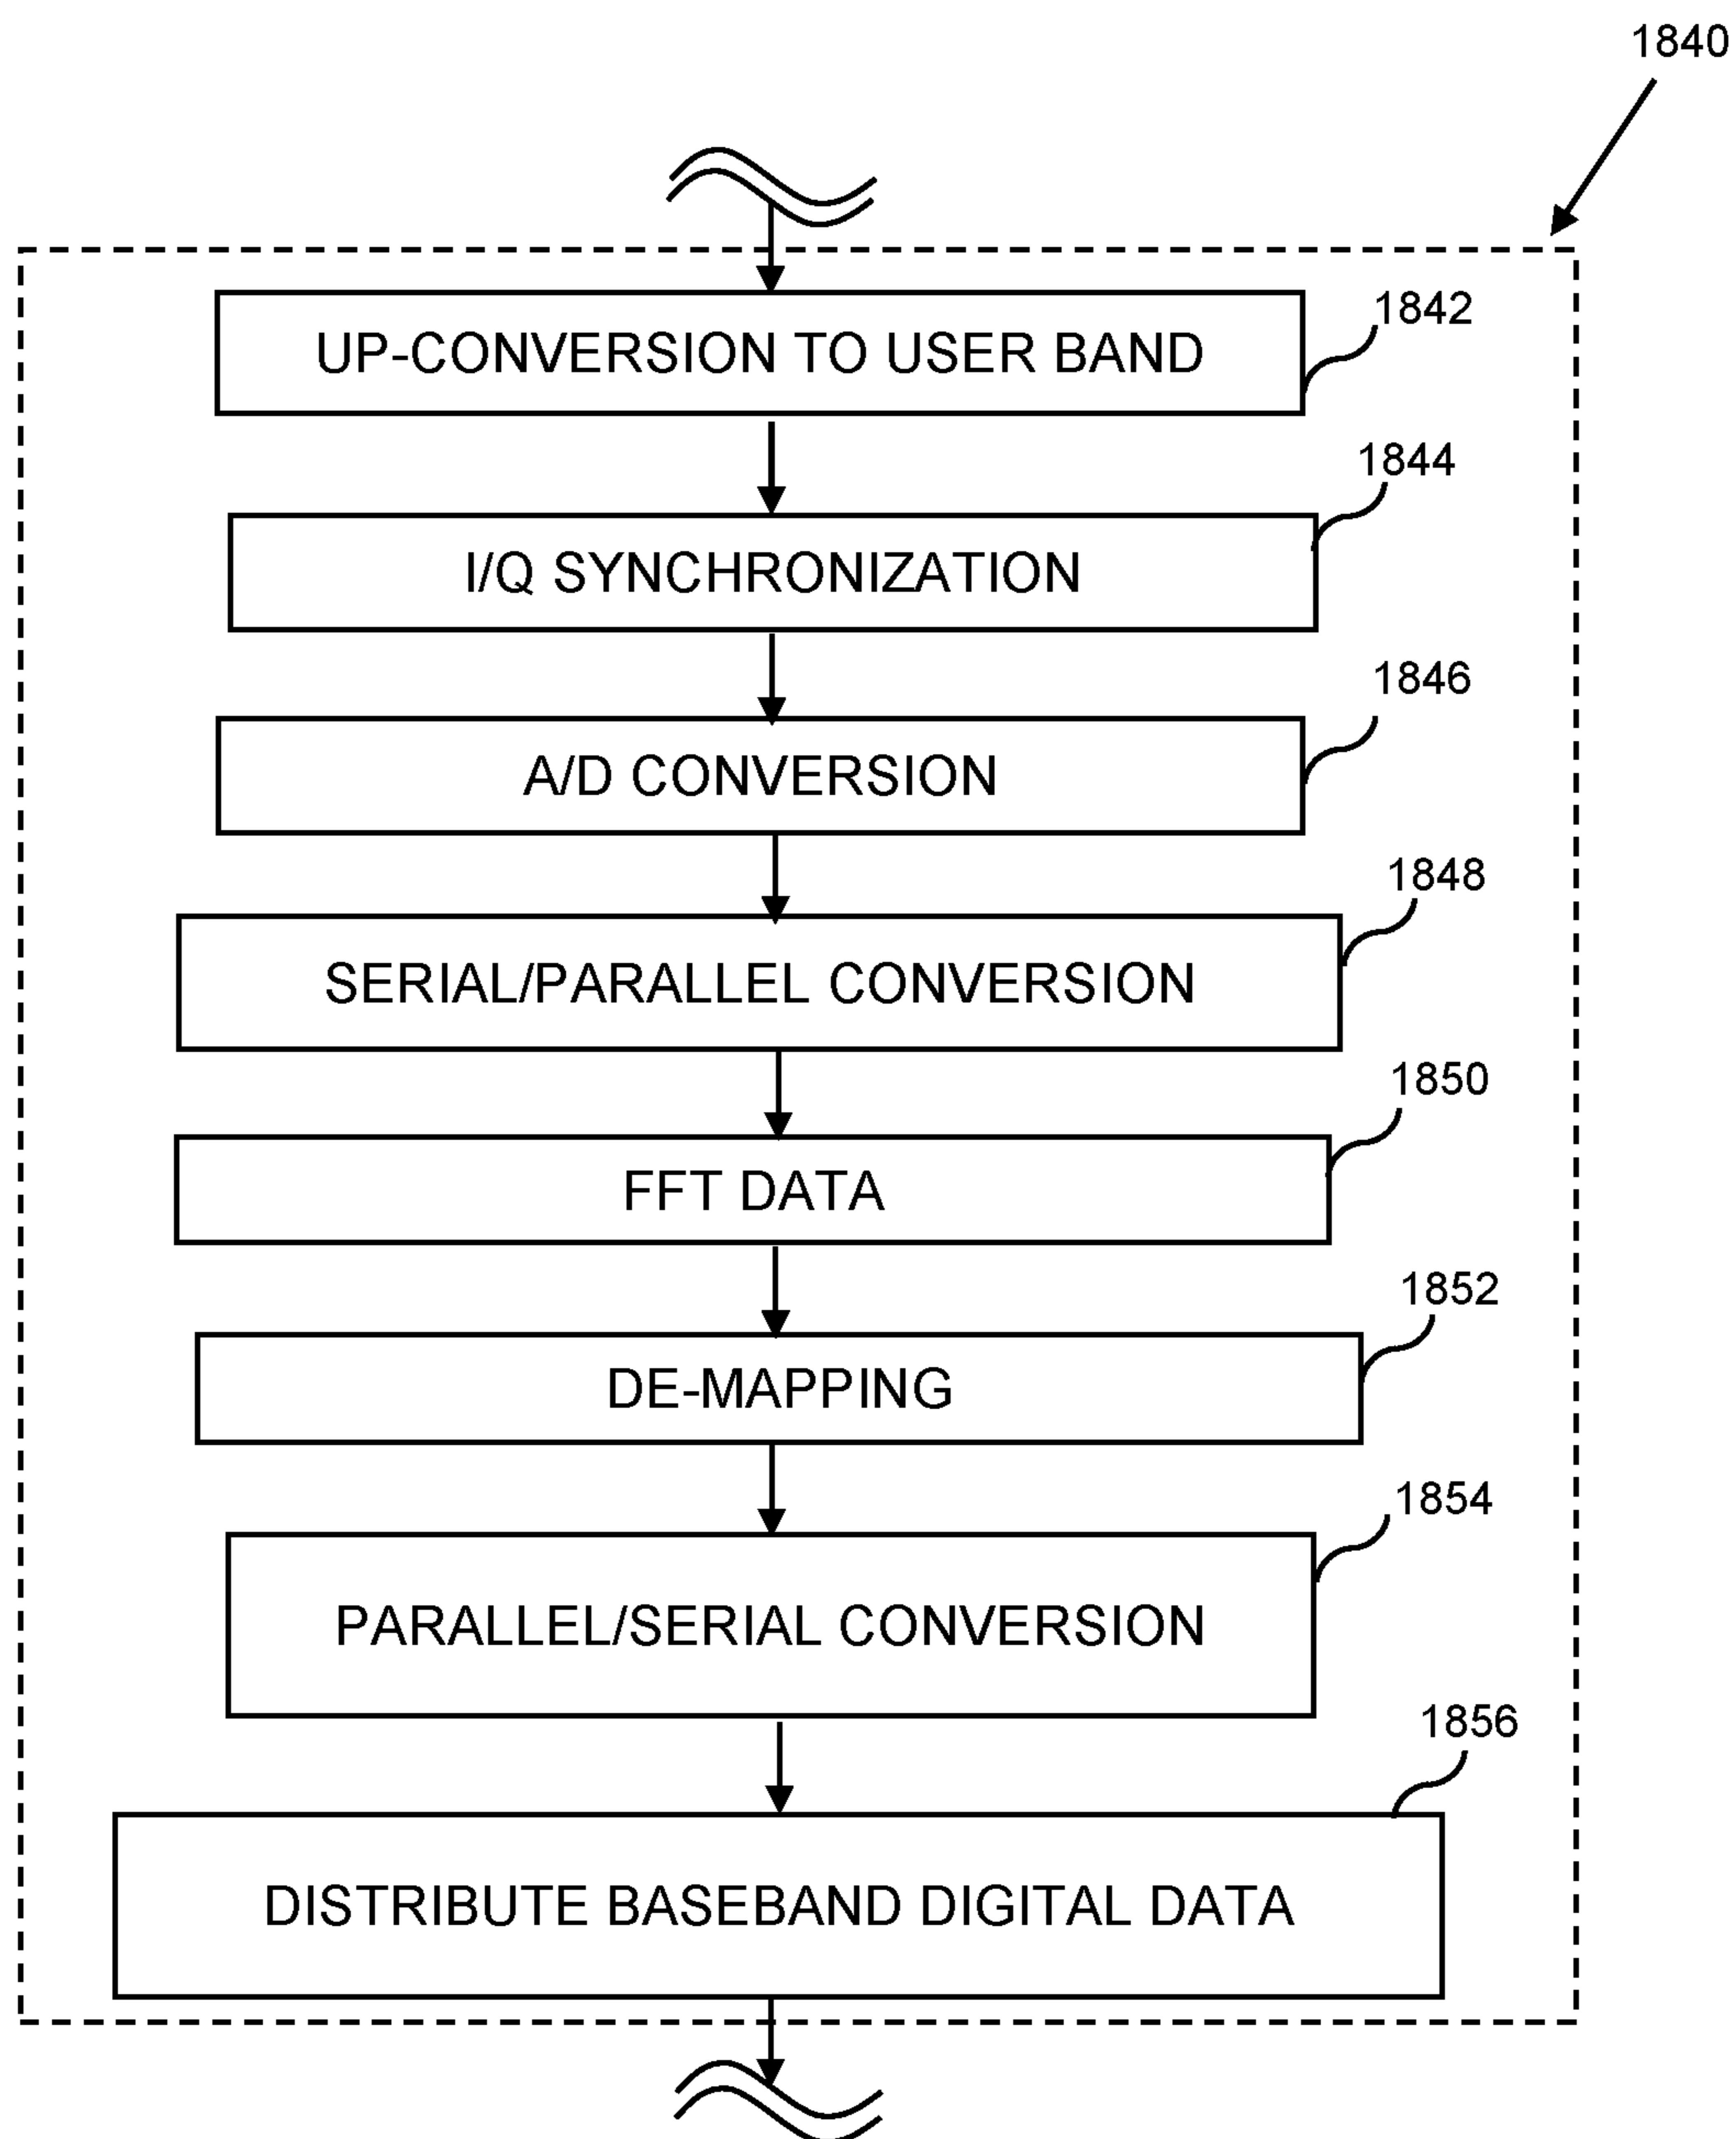 1840
UP-CONVERSION TO USER BAND
1842
1844
I/Q SYNCHRONIZATION
1846
A/D CONVERSION
1848
SERIAL/PARALLEL CONVERSION
1850
FFT DATA
1852
DE-MAPPING
1854
PARALLEL/SERIAL CONVERSION
1856
DISTRIBUTE BASEBAND DIGITAL DATA